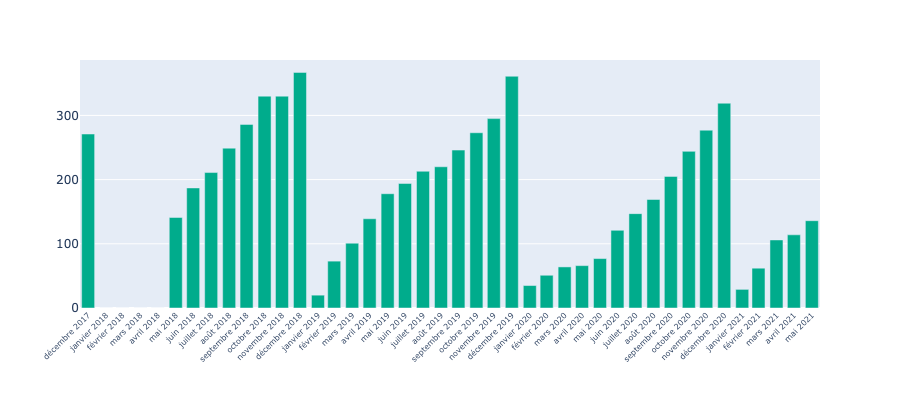 300
200
100
0
décembre 2017
janvier 2018
février 2018
mars 2018
avril 2018
mai 2018
juin 2018
juillet 2018
août 2018
septembre 2018
octobre 2018
novembre 2018
décembre 2018
janvier 2019
février 2019
mars 2019
avril 2019
mai 2019
juin 2019
juillet 2019
août 2019
septembre 2019
octobre 2019
novembre 2019
décembre 2019
janvier 2020
février 2020
mars 2020
avril 2020
mai 2020
juin 2020
juillet 2020
août 2020
septembre 2020
octobre 2020
novembre 2020
décembre 2020
janvier 2021
février 2021
mars 2021
avril 2021
mai 2021